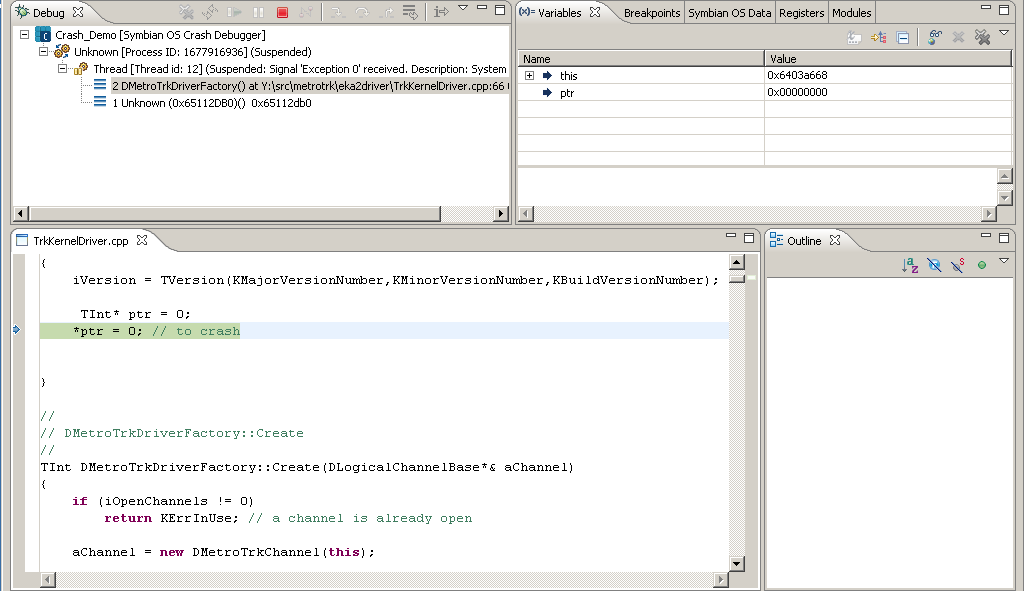 Debug
Crash_Demo [Symbian OS Crash Debugger]
Unknown [Process ID: 1677916936] (Suspended)
Thread [Thread id: 12] (Suspended: Signal 'Exception 0' received. Description: System
2 DMetroTrkDriverFactory() at Y:\src\metrotrk\eka2driver\TrkKernelDriver.cpp:66
1 Unknown (0x65112DB0)() 0x65112db0
(x)= Variables
Breakpoints
Symbian OS Data
Registers
Modules
Name Value
this 0x6403a668
ptr 0x00000000
TrkKernelDriver.cpp
{
iVersion = TVersion(KMajorVersionNumber,KMinorVersionNumber,KBuildVersionNumber);
TInt* ptr = 0;
*ptr = 0; // to crash
}
//
// DMetroTrkDriverFactory::Create
//
TInt DMetroTrkDriverFactory::Create(DLogicalChannelBase*& aChannel)
{
if (iOpenChannels != 0)
return KErrInUse; // a channel is already open
aChannel = new DMetroTrkChannel(this);
Outline